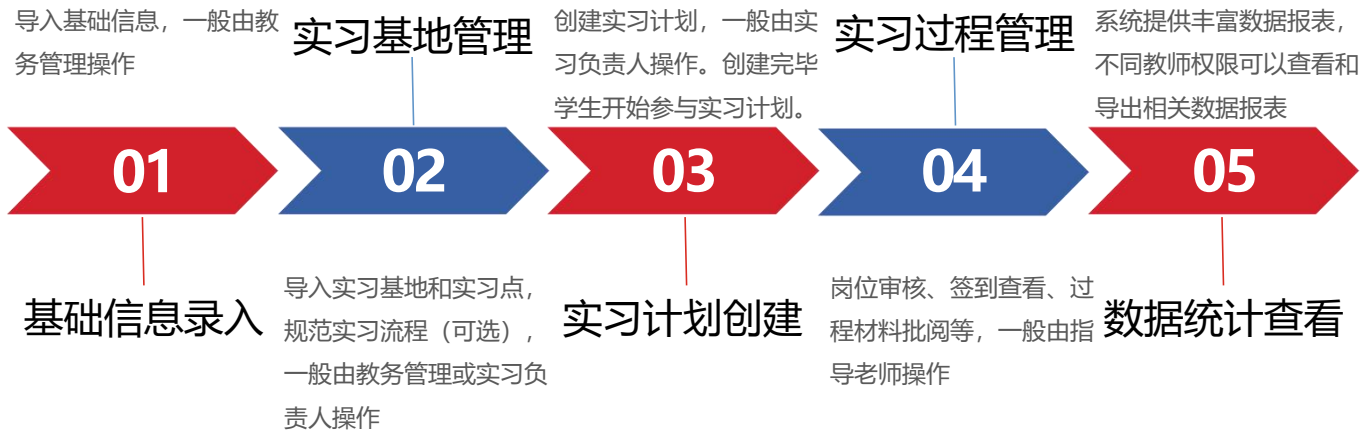 导入基础信息，一般由教
务管理操作
01
基础信息录入
实习基地管理
02
导入实习基地和实习点，
规范实习流程（可选），
一般由教务管理或实习负
责人操作
创建实习计划，一般由实
习负责人操作。创建完毕
学生开始参与实习计划。
03
实习计划创建
实习过程管理
04
岗位审核、签到查看、过
程材料批阅等，一般由指
导老师操作
系统提供丰富数据报表，
不同教师权限可以查看和
导出相关数据报表
05
数据统计查看